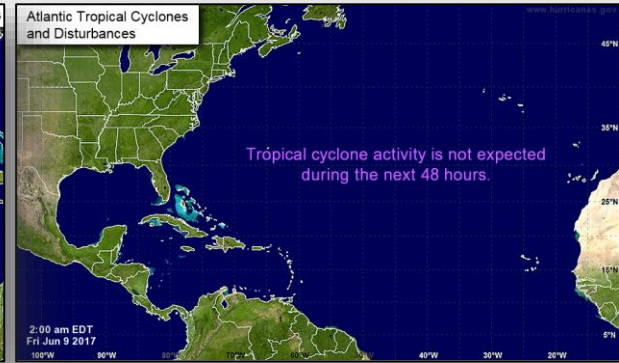 Atlantic Tropical Cyclones
and Disturbances
www.hurricanes.gov
45°N
35°N
Tropical cyclone activity is not expected
during the next 48 hours.
25°N
15°N
5°N
2:00 am EDT
Fri Jun 9 2017
100°W 90°W 80°W 70°W 60°W 40°W 30°W 20°W